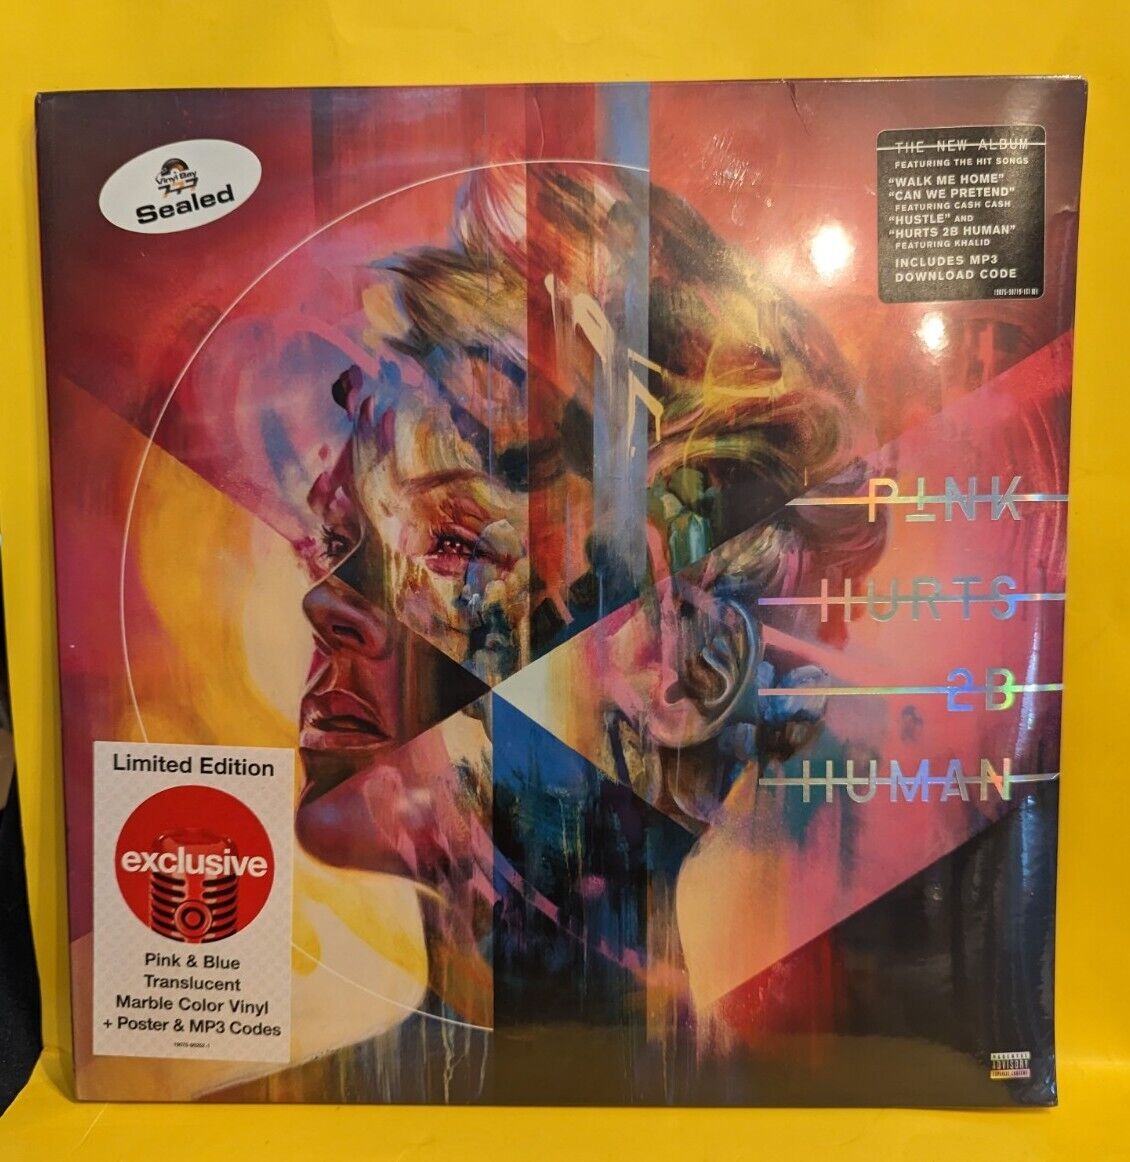 Vinyl Bay
777
Sealed
THE NEW ALBUM
FEATURING THE HIT SONGS
"WALK ME HOME"
"CAN WE PRETEND"
FEATURING CASH CASH
"HUSTLE" AND
"HURTS 2B HUMAN"
FEATURING KHALID
INCLUDES MP3
DOWNLOAD CODE
P!NK
HURTS
2B
HUMAN
Limited Edition
exclusive
Pink & Blue
Translucent
Marble Color Vinyl
+ Poster & MP3 Codes
PARENTAL
ADVISORY
EXPLICIT CONTENT